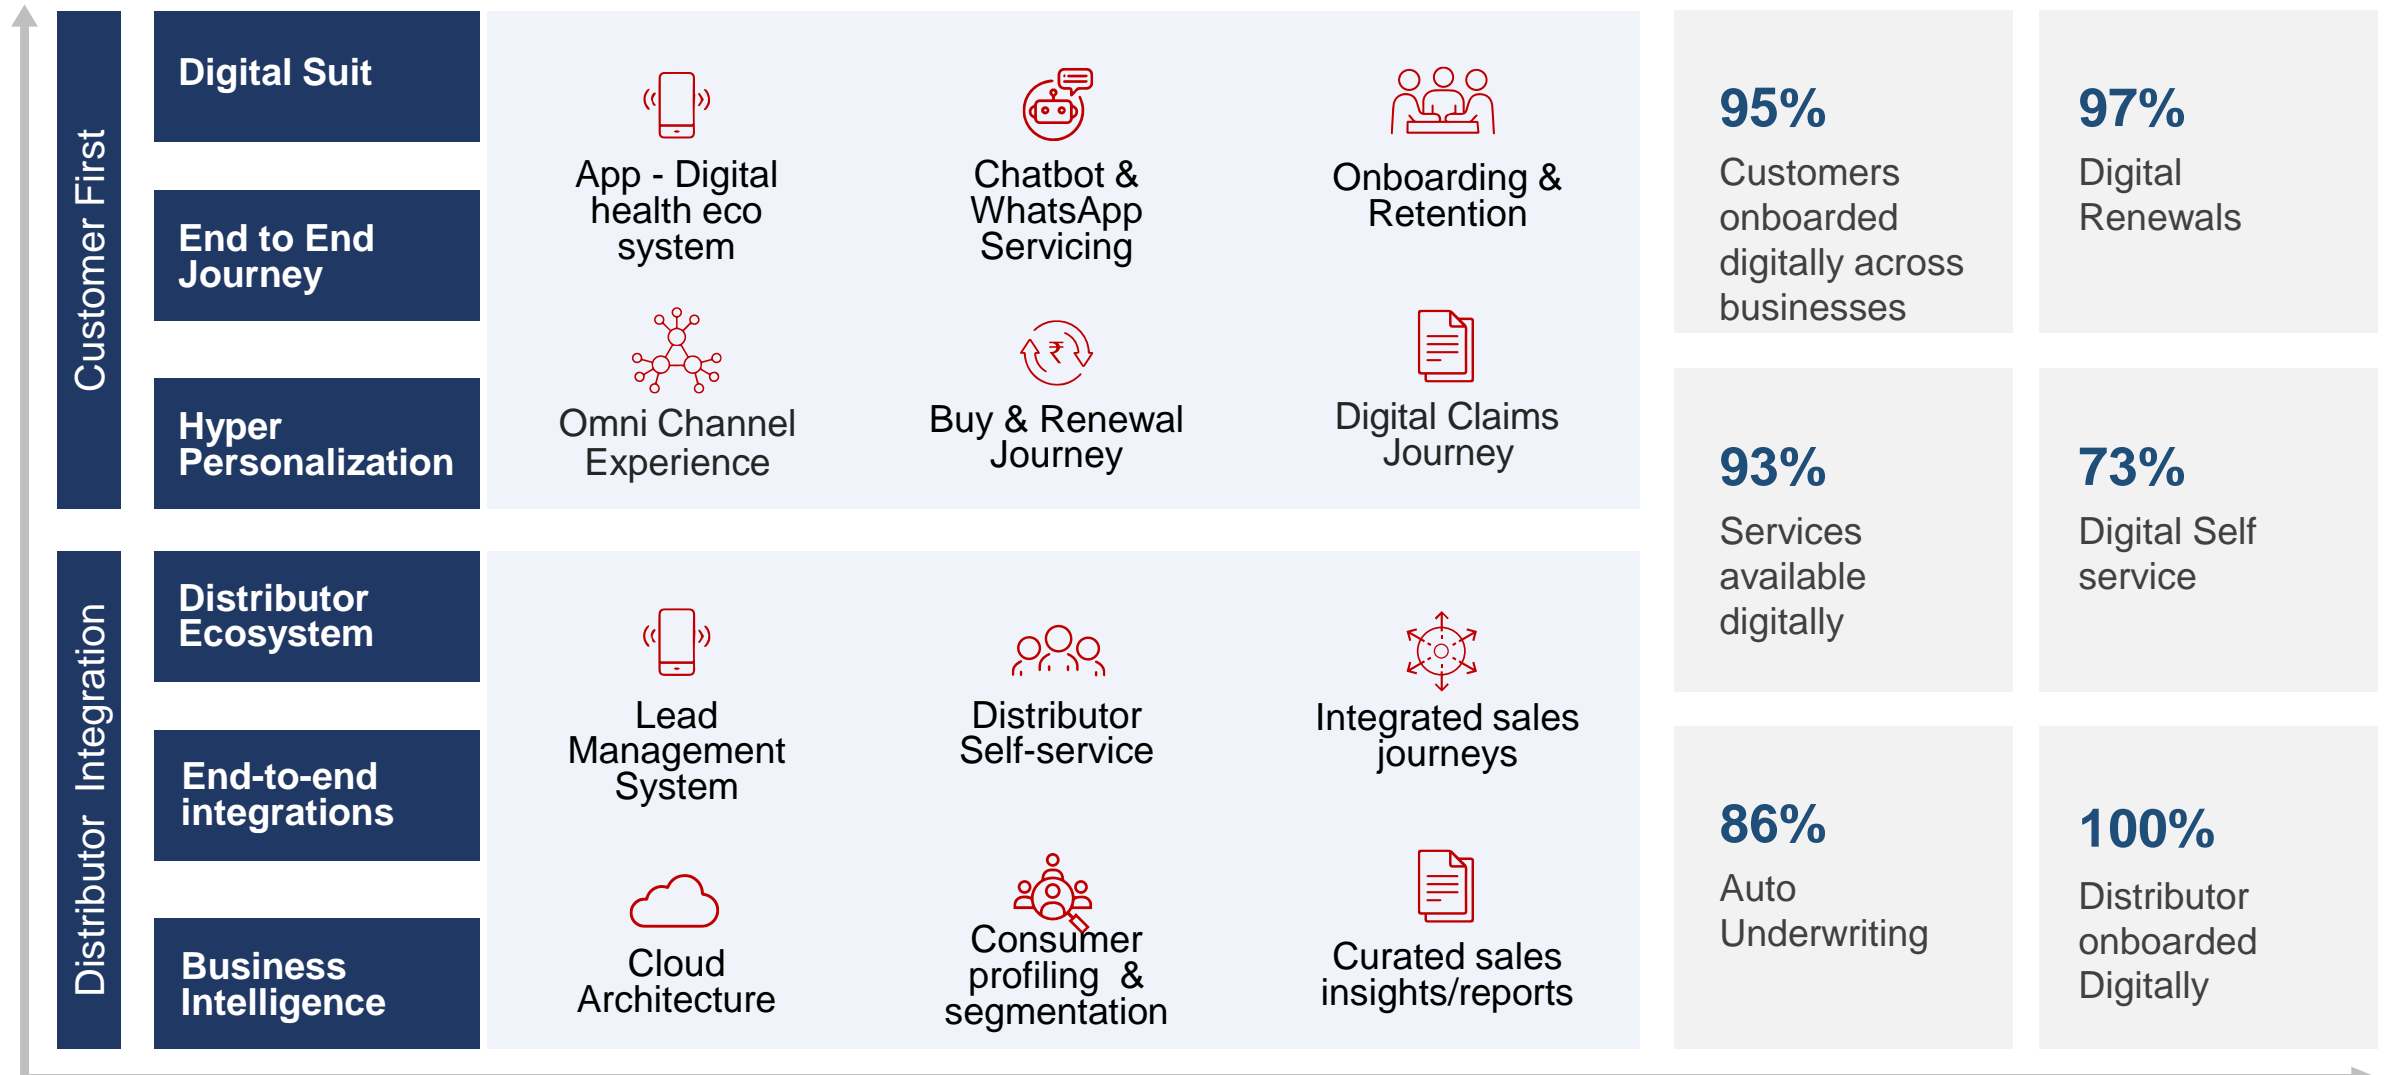 Customer First
Digital Suit
End to End
Journey
Hyper
Personalization
App - Digital
health eco
system
Chatbot &
WhatsApp
Servicing
Onboarding &
Retention
Omni Channel
Experience
₹
Buy & Renewal
Journey
Digital Claims
Journey
Distributor Integration
Distributor
Ecosystem
End-to-end
integrations
Business
Intelligence
Lead
Management
System
Distributor
Self-service
Integrated sales
journeys
Cloud
Architecture
Consumer
profiling &
segmentation
Curated sales
insights/reports
95%
Customers
onboarded
digitally across
businesses
97%
Digital
Renewals
93%
Services
available
digitally
73%
Digital Self
service
86%
Auto
Underwriting
100%
Distributor
onboarded
Digitally